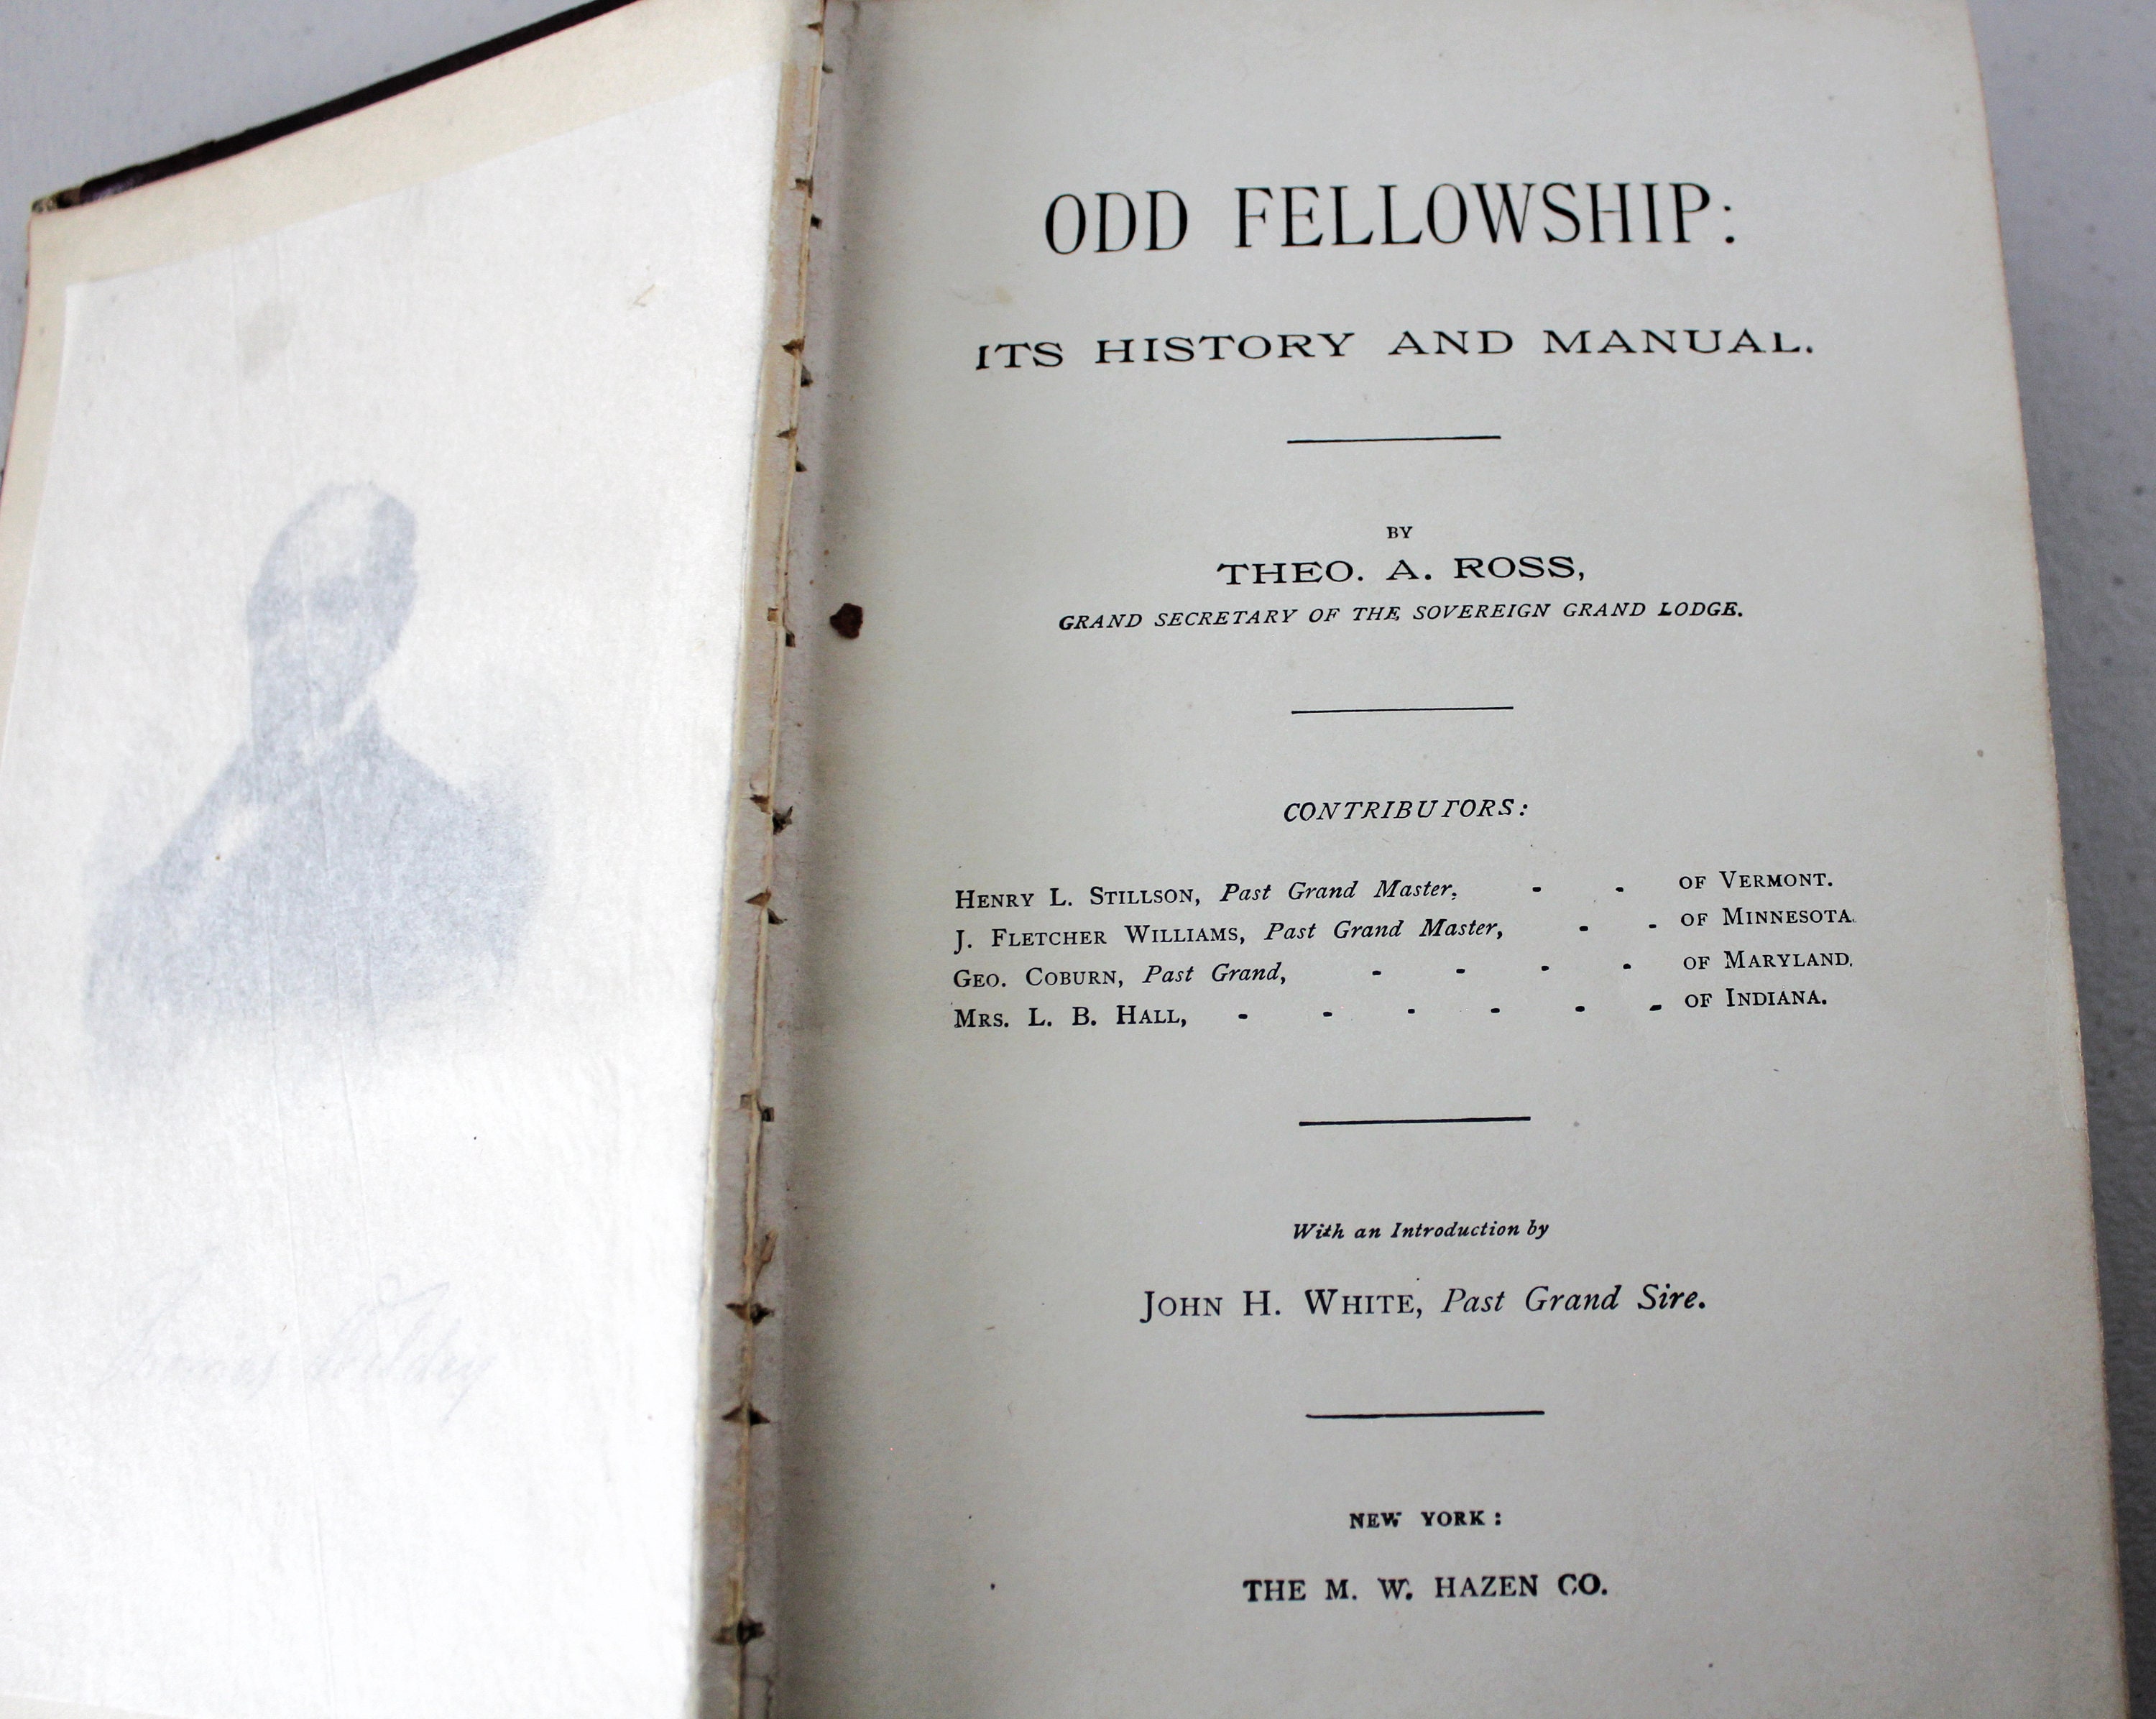 ODD FELLOWSHIP:
ITS HISTORY AND MANUAL.
BY
THEO. A. ROSS,
GRAND SECRETARY OF THE SOVEREIGN GRAND LODGE.
CONTRIBUTORS:
HENRY L. STILLSON, Past Grand Master, - - OF VERMONT.
J. FLETCHER WILLIAMS, Past Grand Master, - - OF MINNESOTA.
GEO. COBURN, Past Grand, - - - - OF MARYLAND.
MRS. L. B. HALL, - - - - - - OF INDIANA.
With an Introduction by
JOHN H. WHITE, Past Grand Sire.
NEW YORK:
THE M. W. HAZEN CO.